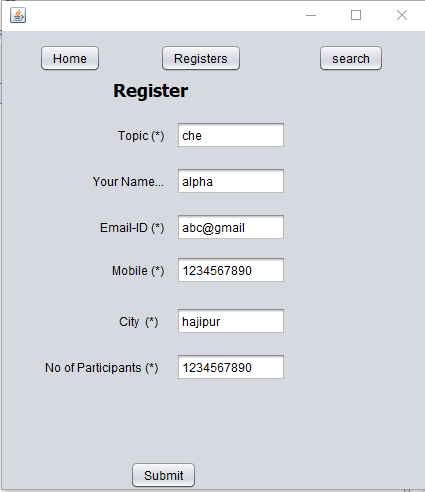 Home Registers search
Register
Topic (*) che
Your Name... alpha
Email-ID (*) abc@gmail
Mobile (*) 1234567890
City (*) hajipur
No of Participants (*) 1234567890
Submit